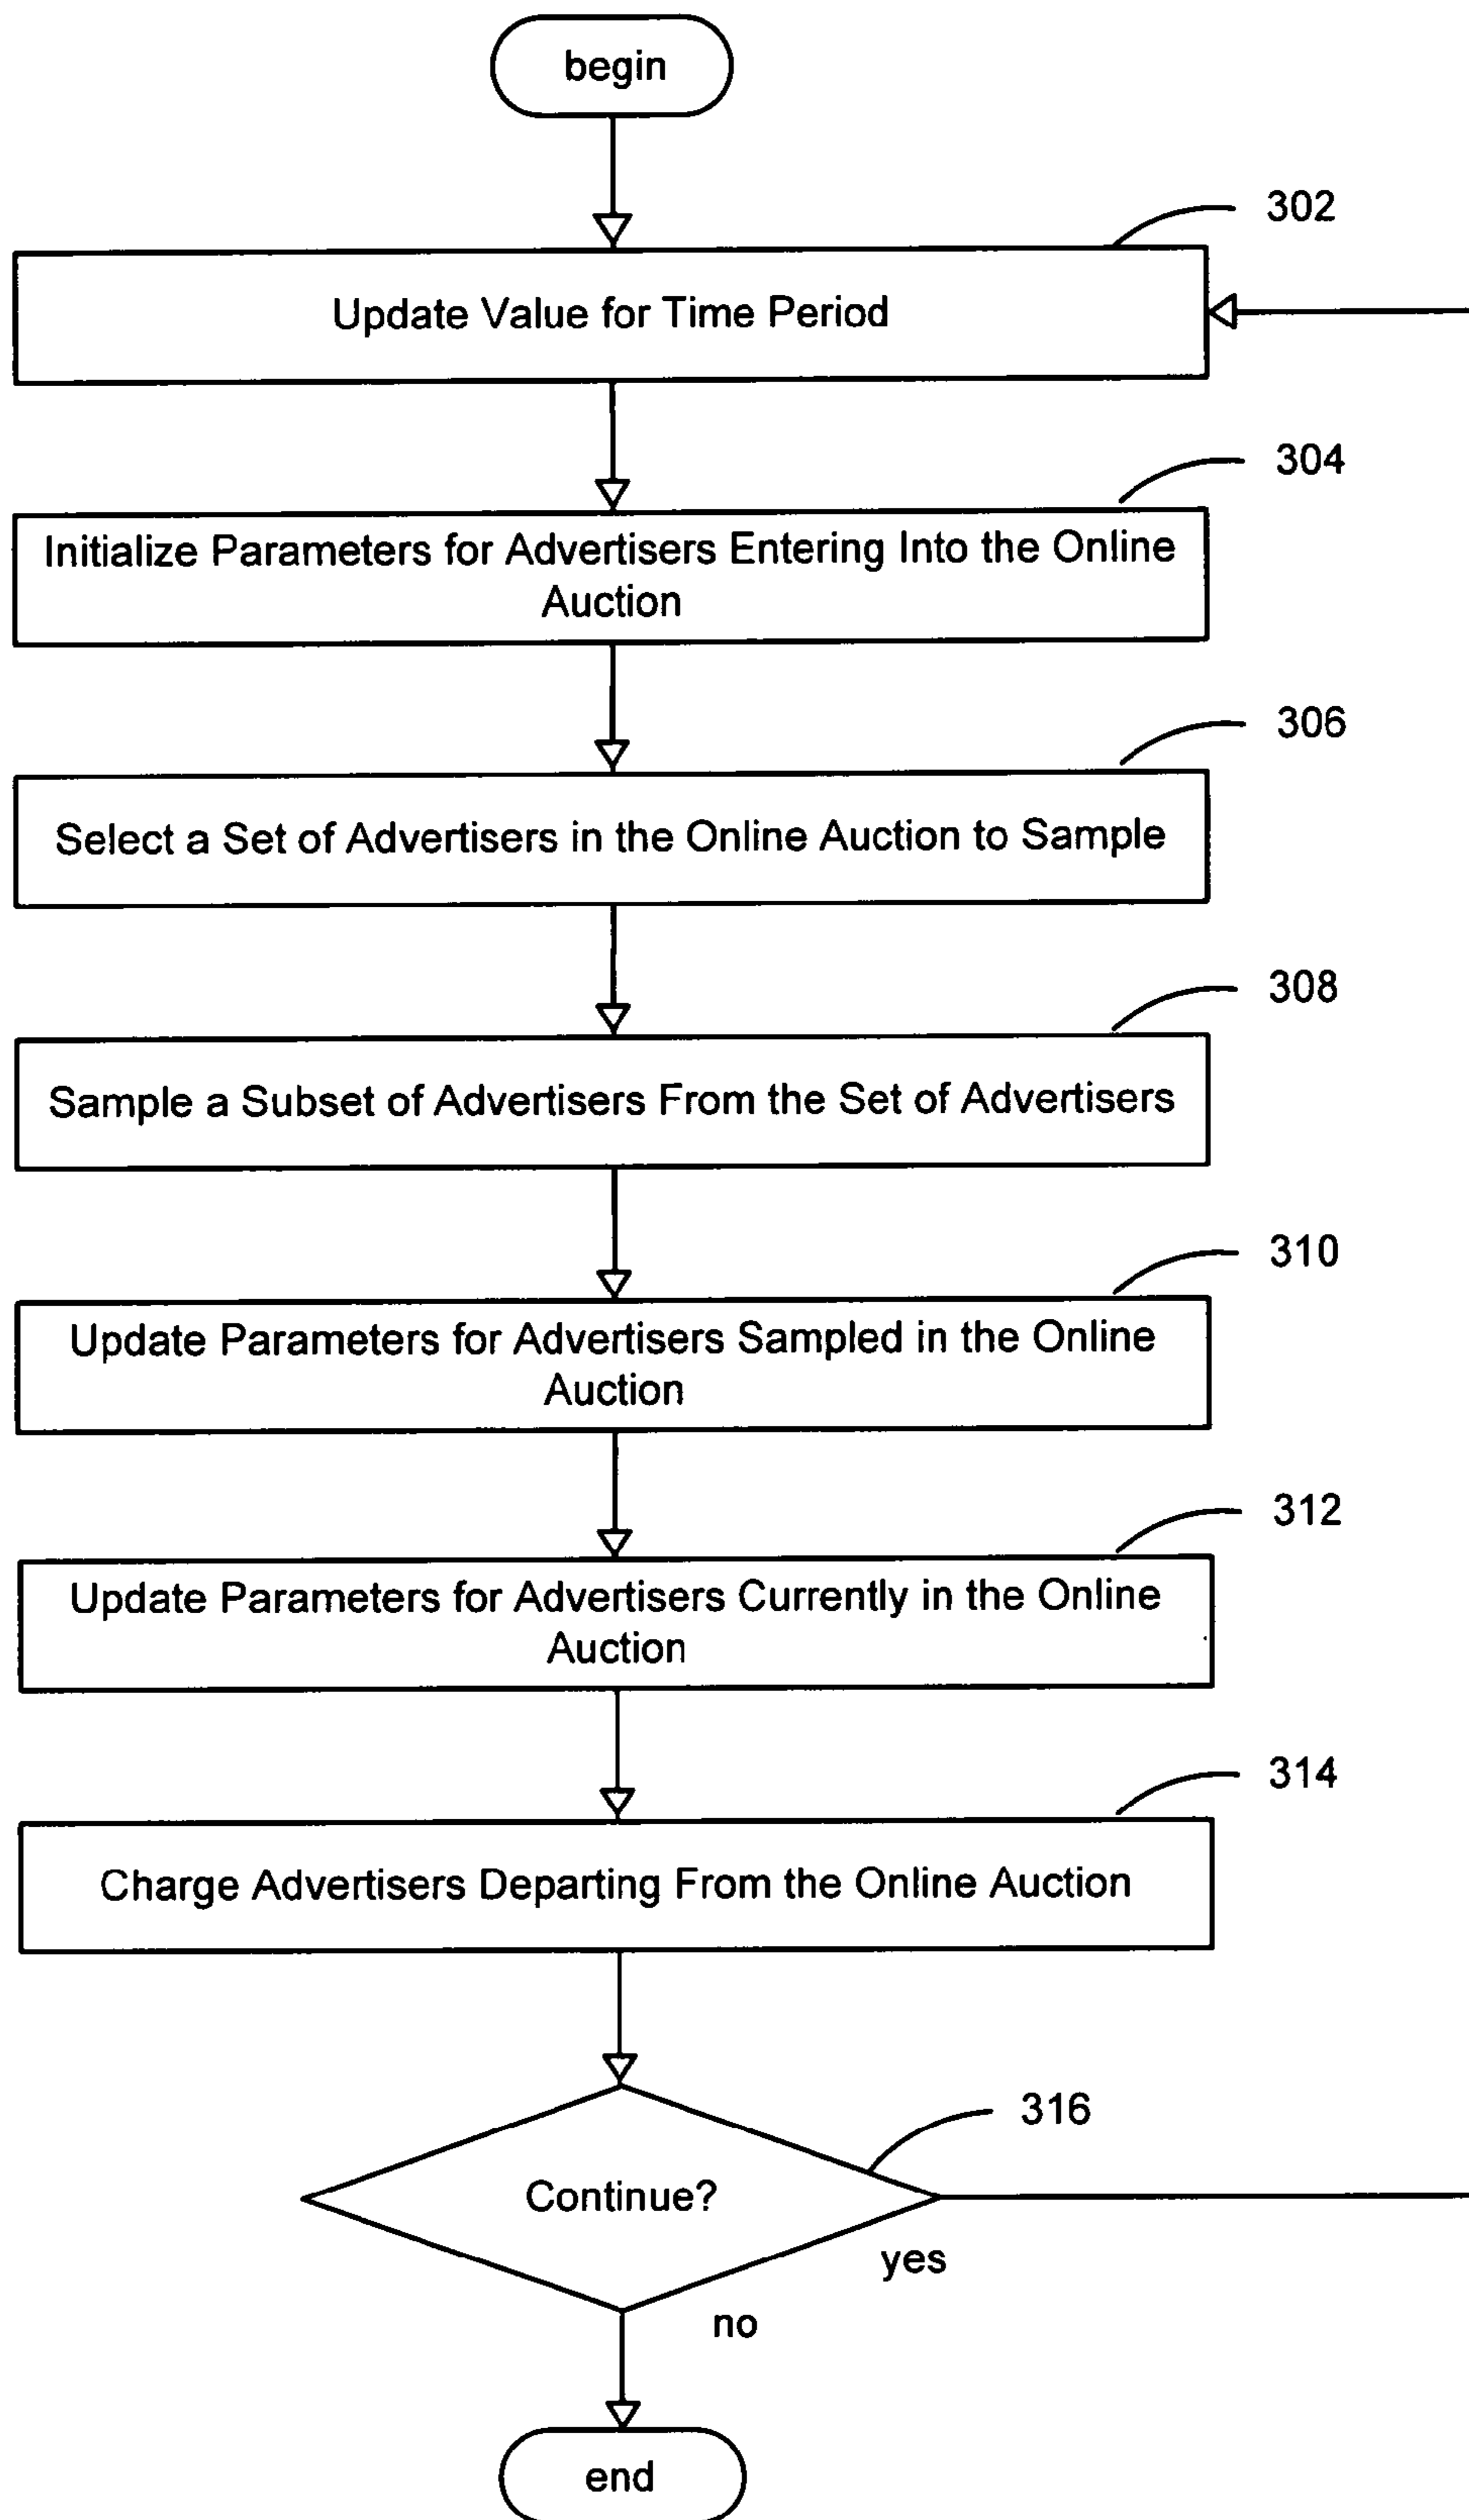 begin
302
Update Value for Time Period
304
Initialize Parameters for Advertisers Entering Into the Online
Auction
306
Select a Set of Advertisers in the Online Auction to Sample
308
Sample a Subset of Advertisers From the Set of Advertisers
310
Update Parameters for Advertisers Sampled in the Online
Auction
312
Update Parameters for Advertisers Currently in the Online
Auction
314
Charge Advertisers Departing From the Online Auction
316
Continue?
yes
no
end